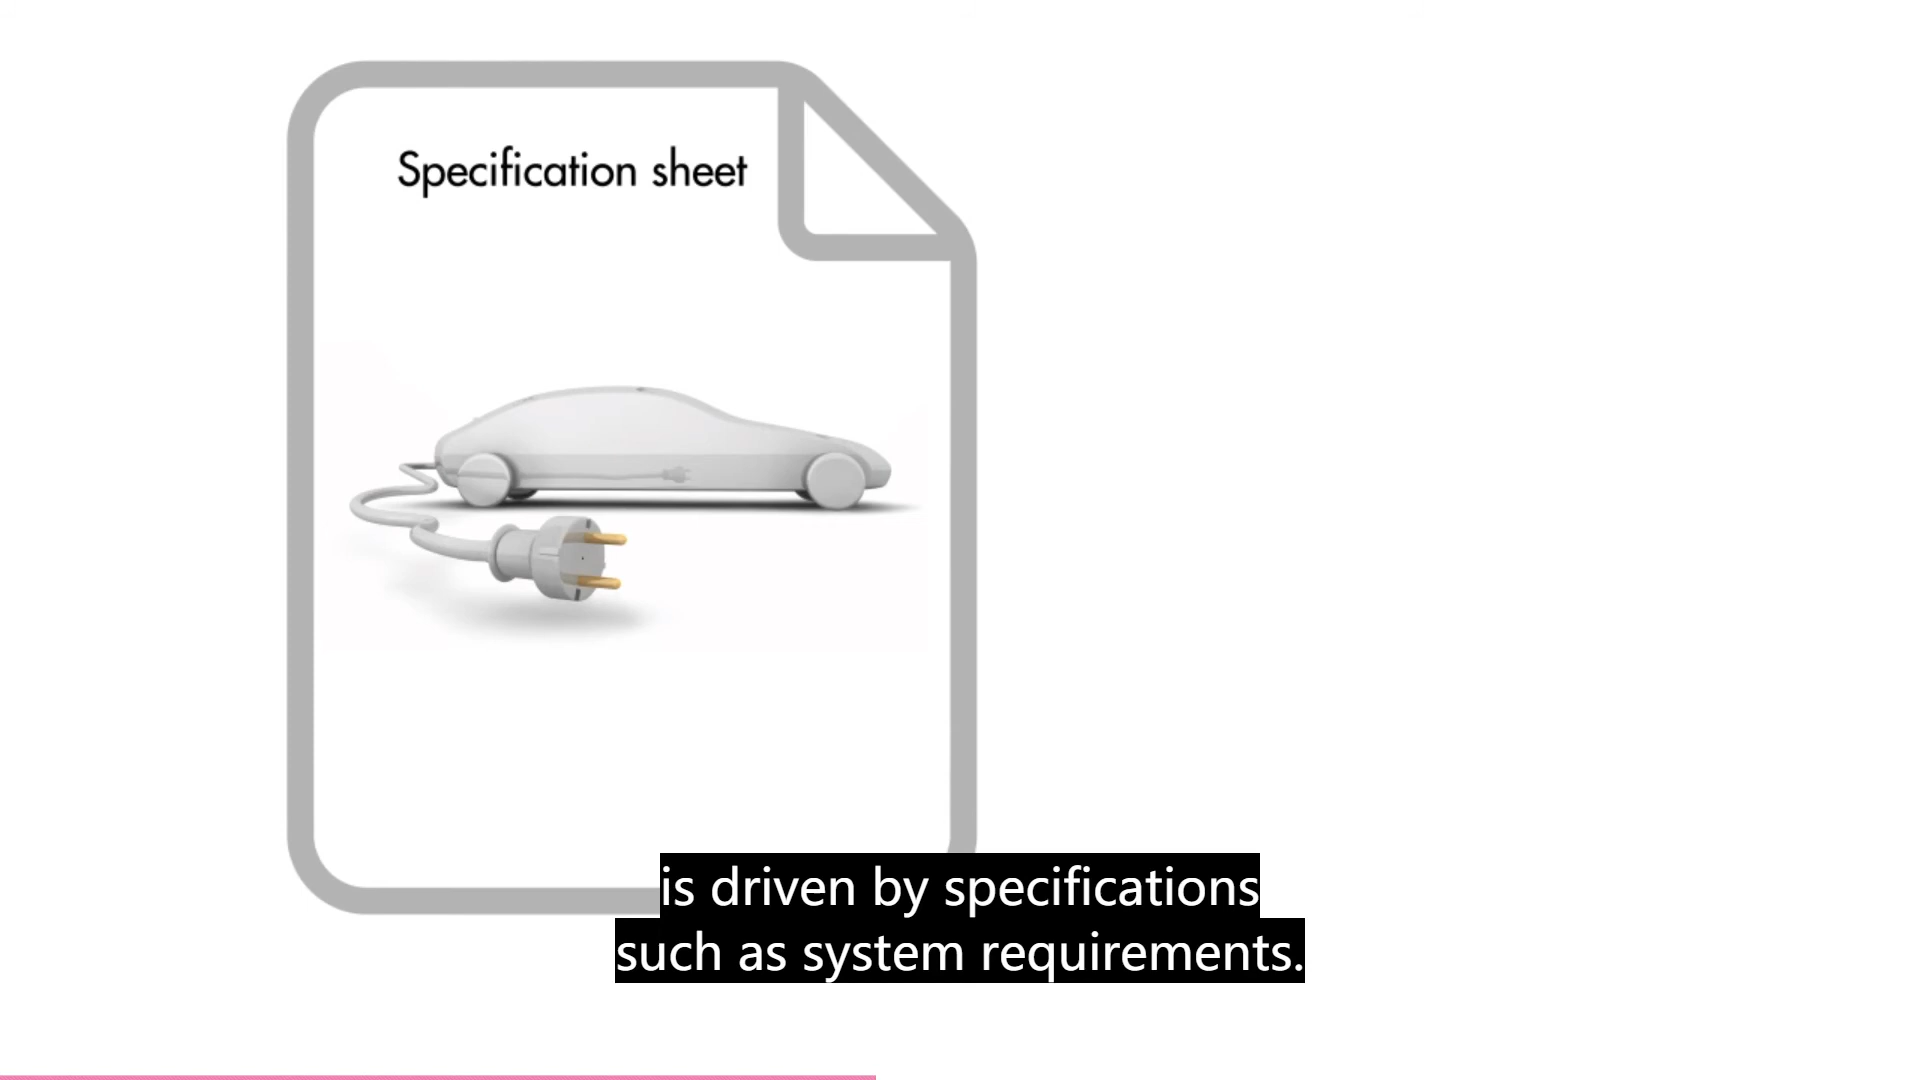 Specification sheet
is driven by specifications
such as system requirements.